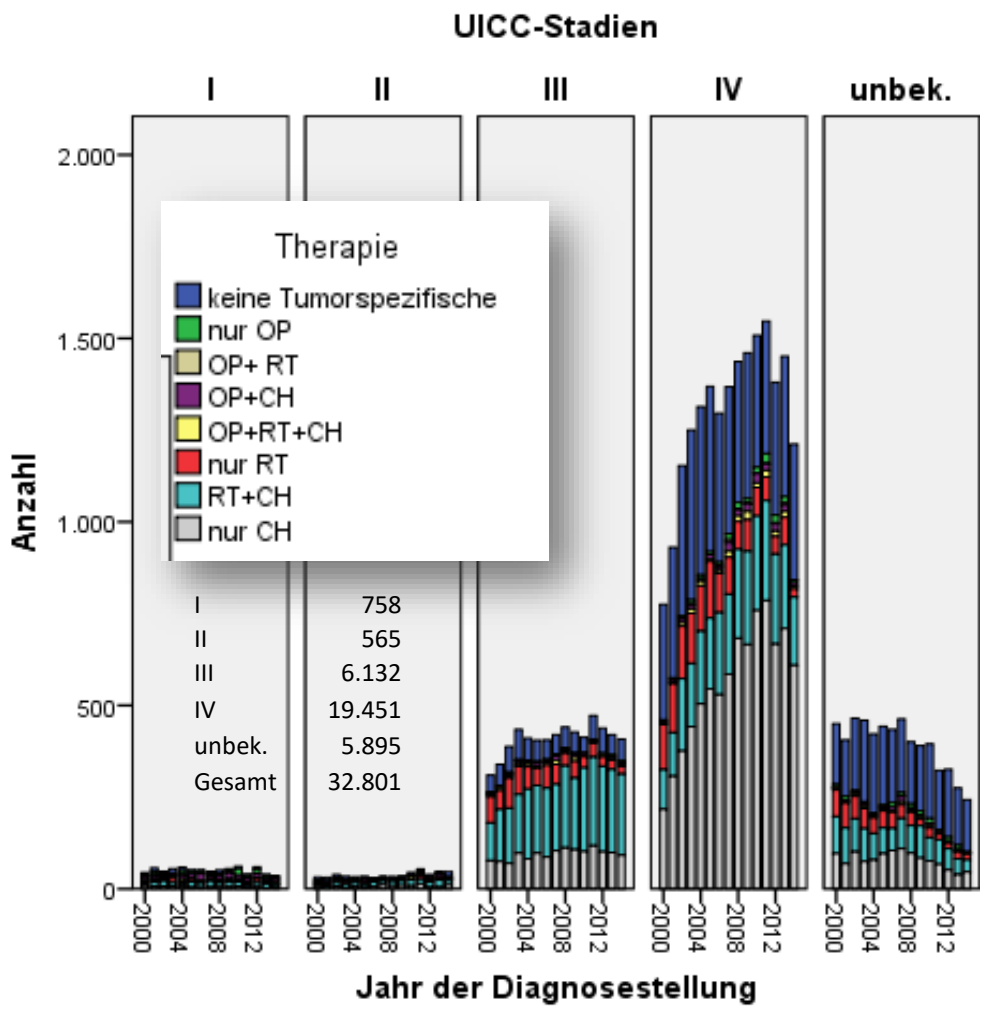 UICC-Stadien
I II III IV unbek.
2.000
1.500
1.000
500
0
Anzahl
Therapie
keine Tumorspezifische
nur OP
OP+ RT
OP+CH
OP+RT+CH
nur RT
RT+CH
nur CH
I 758
II 565
III 6.132
IV 19.451
unbek. 5.895
Gesamt 32.801
2000 2004 2008 2012 2000 2004 2008 2012 2000 2004 2008 2012 2000 2004 2008 2012 2000 2004 2008 2012
Jahr der Diagnosestellung